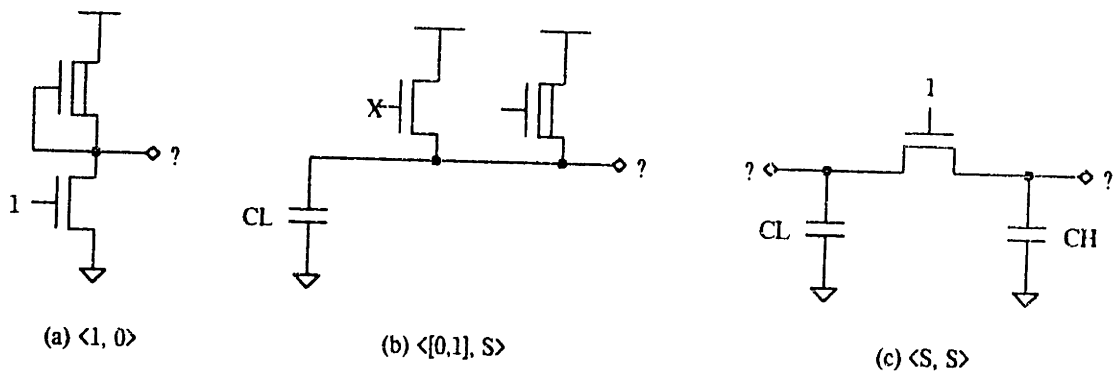 1
?
(a) <1, 0>
X
?
CL
(b) <[0,1], S>
1
?
?
CL
CH
(c) <S, S>